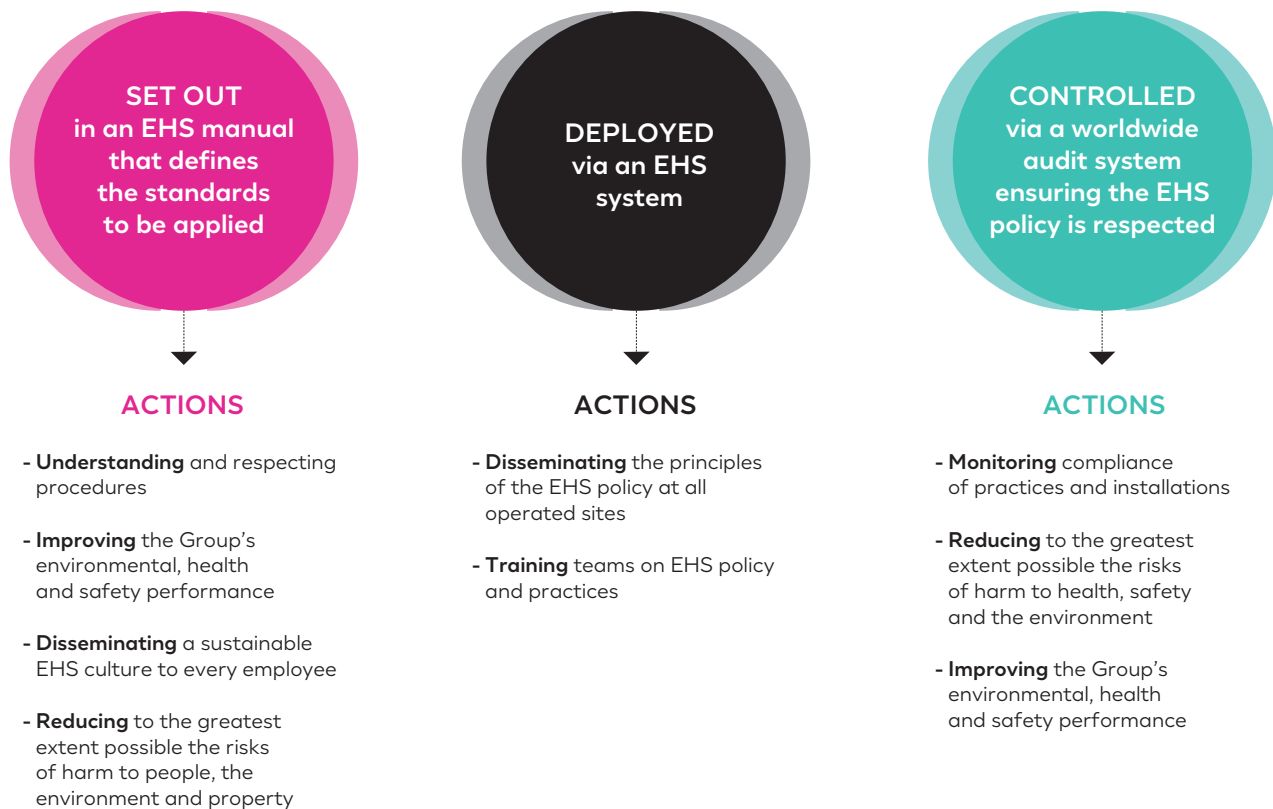 SET OUT
in an EHS manual
that defines
the standards
to be applied
ACTIONS
- Understanding and respecting
procedures
- Improving the Group’s
environmental, health
and safety performance
- Disseminating a sustainable
EHS culture to every employee
- Reducing to the greatest
extent possible the risks
of harm to people, the
environment and property
DEPLOYED
via an EHS
system
ACTIONS
- Disseminating the principles
of the EHS policy at all
operated sites
- Training teams on EHS policy
and practices
CONTROLLED
via a worldwide
audit system
ensuring the EHS
policy is respected
ACTIONS
- Monitoring compliance
of practices and installations
- Reducing to the greatest
extent possible the risks
of harm to health, safety
and the environment
- Improving the Group’s
environmental, health
and safety performance